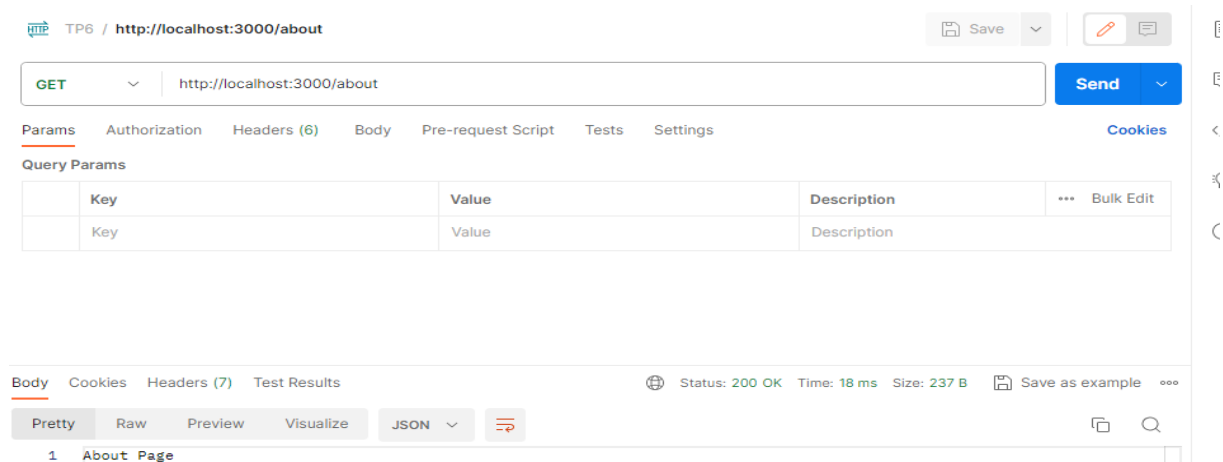 HTTP TP6 / http://localhost:3000/about Save
GET http://localhost:3000/about Send
Params Authorization Headers (6) Body Pre-request Script Tests Settings Cookies
Query Params
Key Value Description ••• Bulk Edit
Key Value Description
Body Cookies Headers (7) Test Results Status: 200 OK Time: 18 ms Size: 237 B Save as example •••
Pretty Raw Preview Visualize JSON
1 About Page